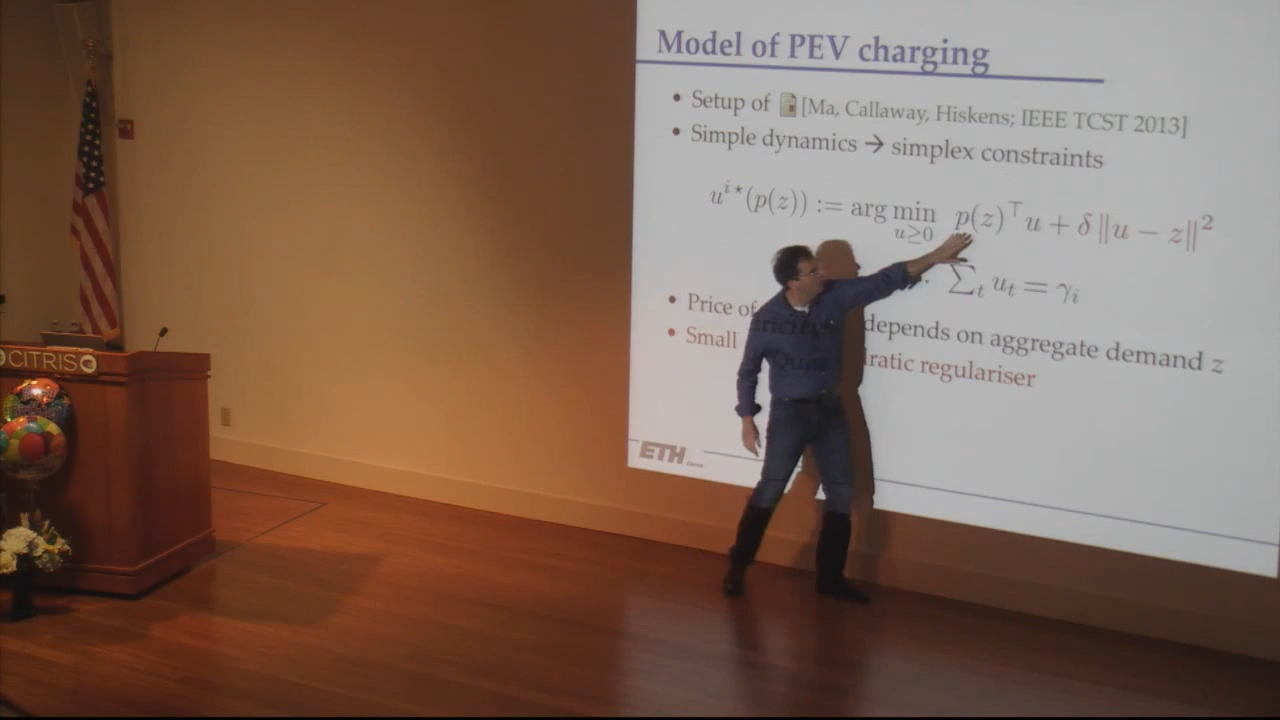 Model of PEV charging
• Setup of [Ma, Callaway, Hiskens; IEEE TCST 2013]
• Simple dynamics → simplex constraints
u^{i⋆}(p(z)) := arg min_{u≥0} p(z)^⊤ u + δ ‖u − z‖²
∑_t u_t = γ_i
• Price of depends on aggregate demand z
• Small regulariser
ETH
CITRIS